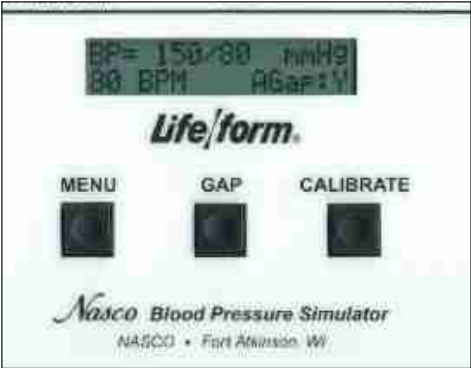 BP= 150/80 mmHg
80 BPM AGap:Y
Life/form®
MENU GAP CALIBRATE
Nasco Blood Pressure Simulator
NASCO • Fort Atkinson, WI